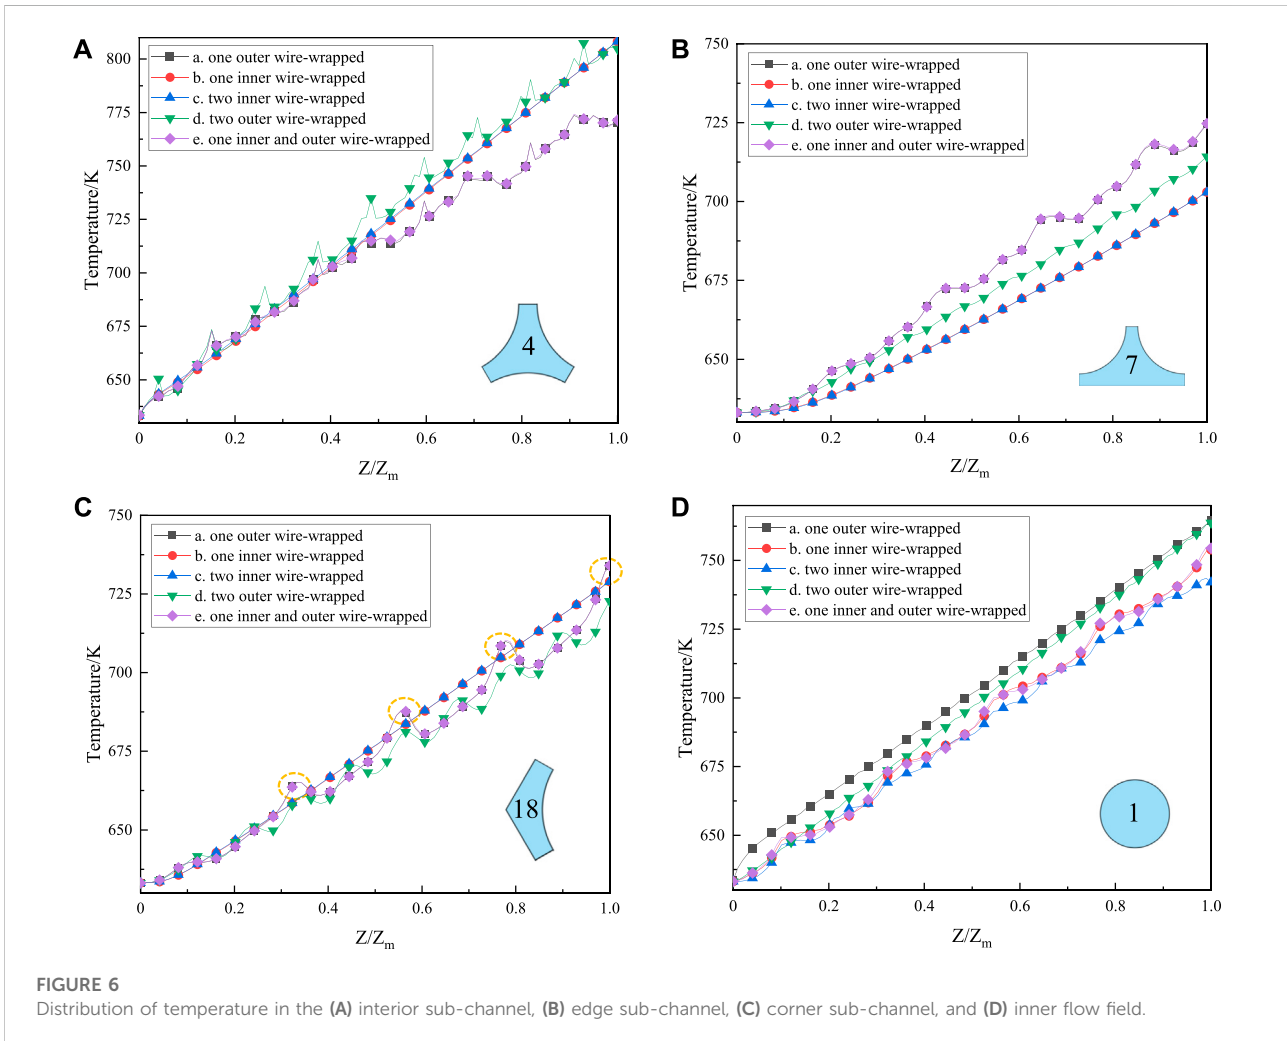 A
a. one outer wire-wrapped
b. one inner wire-wrapped
c. two inner wire-wrapped
d. two outer wire-wrapped
e. one inner and outer wire-wrapped
800
775
750
725
700
675
650
Temperature/K
4
0 0.2 0.4 0.6 0.8 1.0
Z/Zm
B
a. one outer wire-wrapped
b. one inner wire-wrapped
c. two inner wire-wrapped
d. two outer wire-wrapped
e. one inner and outer wire-wrapped
750
725
700
675
650
Temperature/K
7
0 0.2 0.4 0.6 0.8 1.0
Z/Zm
C
a. one outer wire-wrapped
b. one inner wire-wrapped
c. two inner wire-wrapped
d. two outer wire-wrapped
e. one inner and outer wire-wrapped
750
725
700
675
650
Temperature/K
18
0 0.2 0.4 0.6 0.8 1.0
Z/Zm
D
a. one outer wire-wrapped
b. one inner wire-wrapped
c. two inner wire-wrapped
d. two outer wire-wrapped
e. one inner and outer wire-wrapped
750
725
700
675
650
Temperature/K
1
0 0.2 0.4 0.6 0.8 1.0
Z/Zm
FIGURE 6
Distribution of temperature in the (A) interior sub-channel, (B) edge sub-channel, (C) corner sub-channel, and (D) inner flow field.